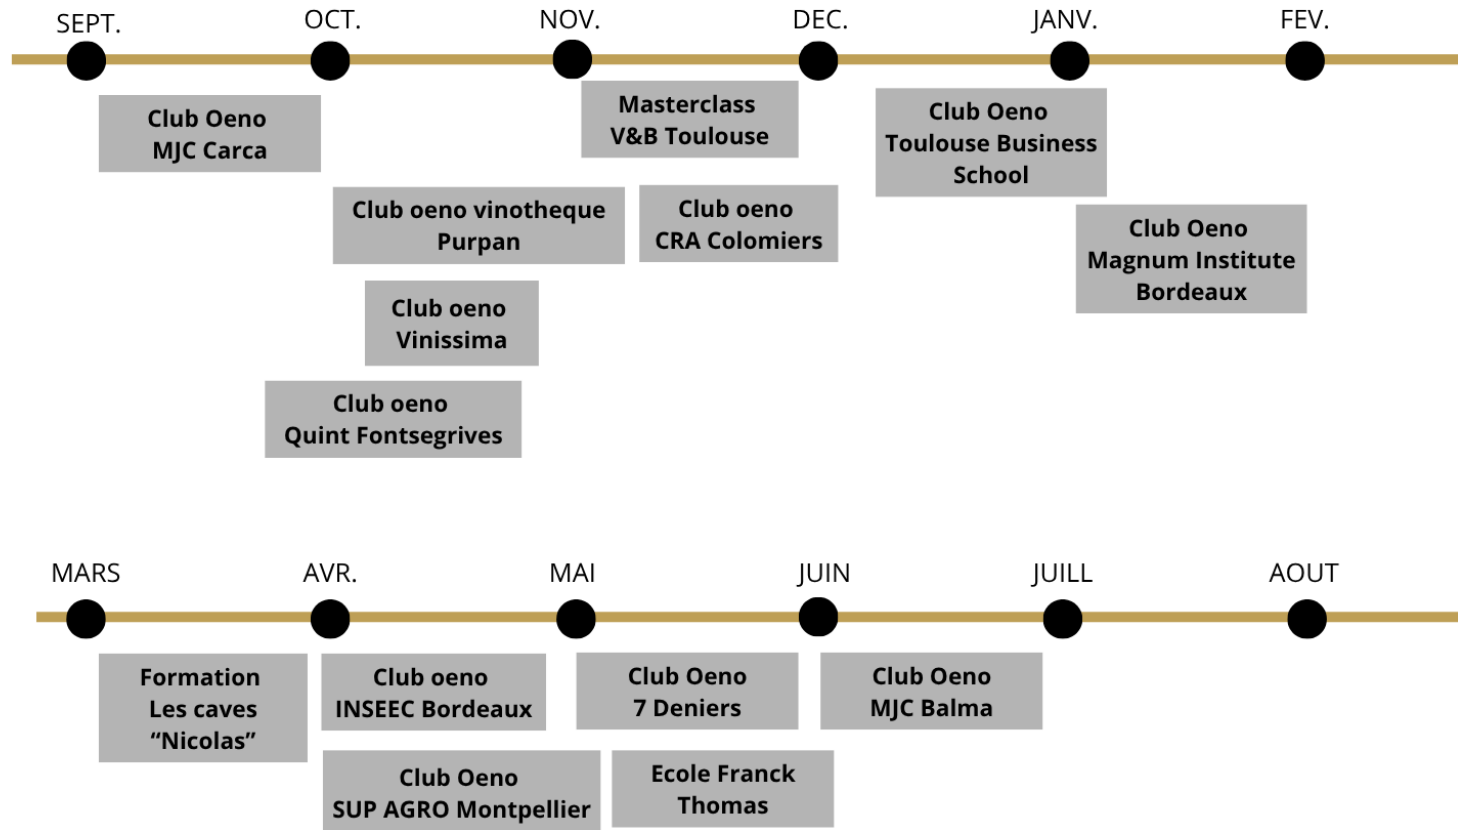 SEPT.
OCT.
NOV.
DEC.
JANV.
FEV.
Club Oeno
MJC Carca
Masterclass
V&B Toulouse
Club Oeno
Toulouse Business
School
Club oeno vinotheque
Purpan
Club oeno
CRA Colomiers
Club Oeno
Magnum Institute
Bordeaux
Club oeno
Vinissima
Club oeno
Quint Fontsegrives
MARS
AVR.
MAI
JUIN
JUILL
AOUT
Formation
Les caves
“Nicolas”
Club oeno
INSEEC Bordeaux
Club Oeno
7 Deniers
Club Oeno
MJC Balma
Club Oeno
SUP AGRO Montpellier
Ecole Franck
Thomas